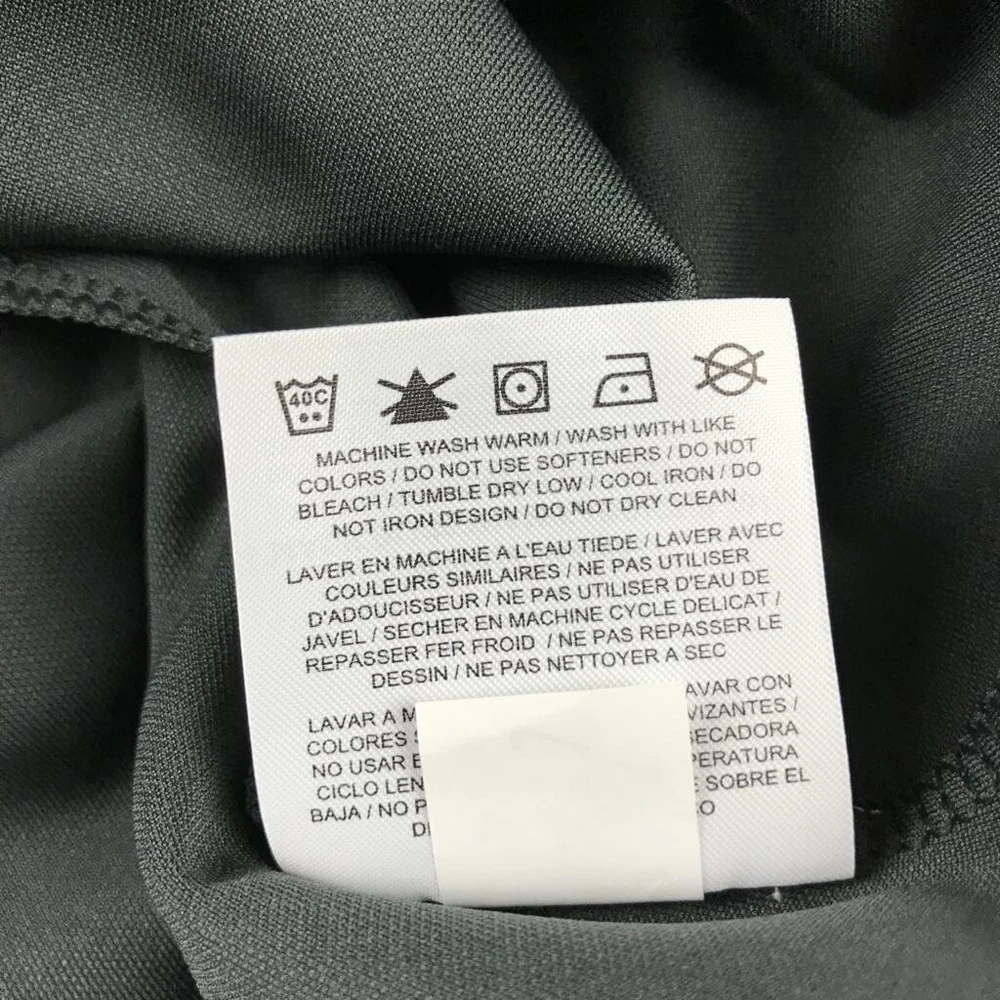 40C
MACHINE WASH WARM / WASH WITH LIKE
COLORS / DO NOT USE SOFTENERS / DO NOT
BLEACH / TUMBLE DRY LOW / COOL IRON / DO
NOT IRON DESIGN / DO NOT DRY CLEAN
LAVER EN MACHINE A L'EAU TIEDE / LAVER AVEC
COULEURS SIMILAIRES / NE PAS UTILISER
D'ADOUCISSEUR / NE PAS UTILISER D'EAU DE
JAVEL / SECHER EN MACHINE CYCLE DELICAT /
REPASSER FER FROID / NE PAS REPASSER LE
DESSIN / NE PAS NETTOYER A SEC
LAVAR A M AVAR CON
COLORES VIZANTES /
NO USAR ECADORA
CICLO LEN PERATURA
BAJA / NO P SOBRE EL